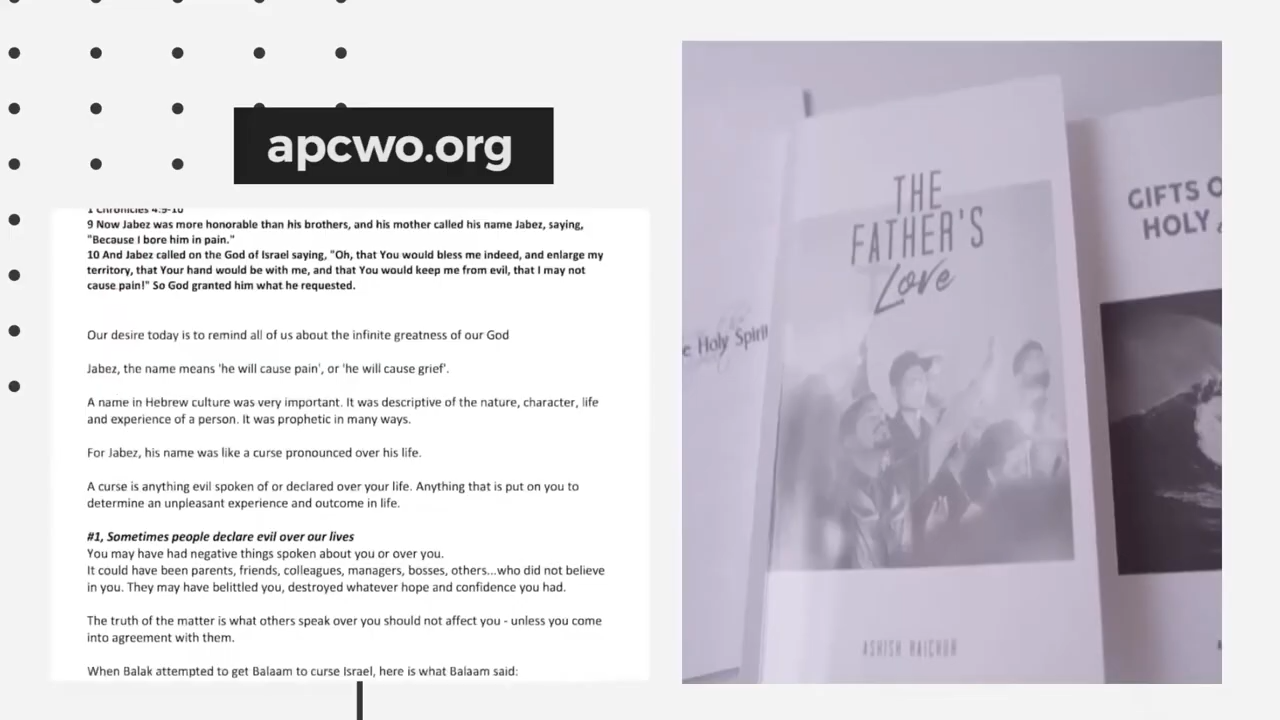 apcwo.org
1 Chronicles 4:9-10
9 Now Jabez was more honorable than his brothers, and his mother called his name Jabez, saying,
"Because I bore him in pain."
10 And Jabez called on the God of Israel saying, "Oh, that You would bless me indeed, and enlarge my
territory, that Your hand would be with me, and that You would keep me from evil, that I may not
cause pain!" So God granted him what he requested.
Our desire today is to remind all of us about the infinite greatness of our God
Jabez, the name means 'he will cause pain', or 'he will cause grief'.
A name in Hebrew culture was very important. It was descriptive of the nature, character, life
and experience of a person. It was prophetic in many ways.
For Jabez, his name was like a curse pronounced over his life.
A curse is anything evil spoken of or declared over your life. Anything that is put on you to
determine an unpleasant experience and outcome in life.
#1, Sometimes people declare evil over our lives
You may have had negative things spoken about you or over you.
It could have been parents, friends, colleagues, managers, bosses, others...who did not believe
in you. They may have belittled you, destroyed whatever hope and confidence you had.
The truth of the matter is what others speak over you should not affect you - unless you come
into agreement with them.
When Balak attempted to get Balaam to curse Israel, here is what Balaam said:
Holy Spirit
THE
FATHER'S
Love
ASHISH RAICHUR
GIFTS O
HOLY